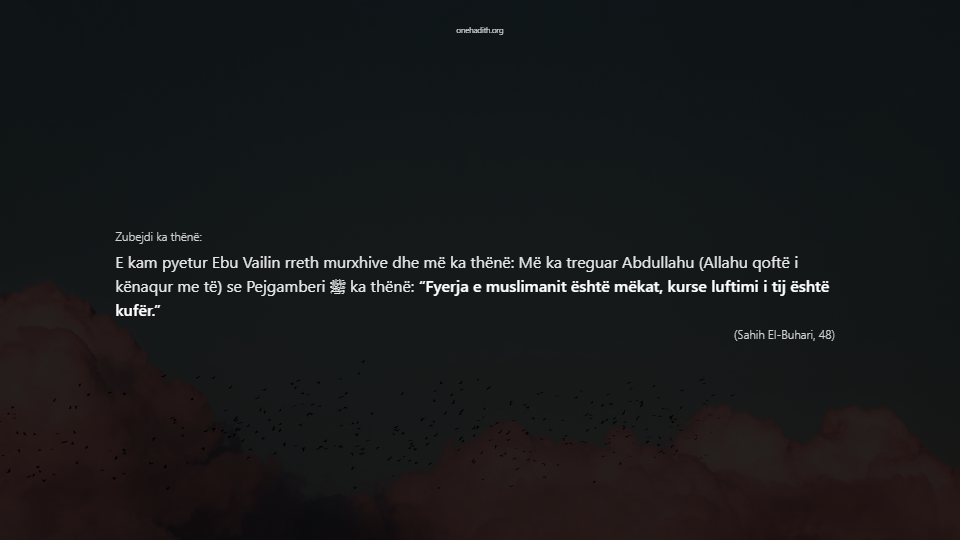 onehadith.org
Zubejdi ka thënë:
E kam pyetur Ebu Vailin rreth murxhive dhe më ka thënë: Më ka treguar Abdullahu (Allahu qoftë i
kënaqur me të) se Pejgamberi ﷺ ka thënë: “Fyerja e muslimanit është mëkat, kurse luftimi i tij është
kufër.”
(Sahih El-Buhari, 48)